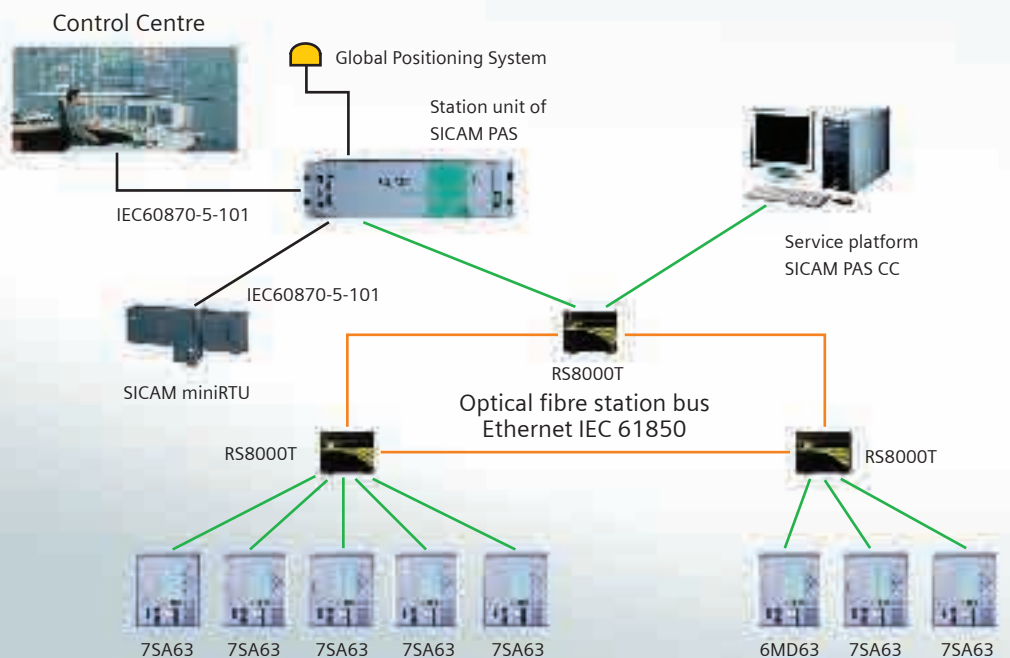 Control Centre
Global Positioning System
Station unit of
SICAM PAS
IEC60870-5-101
Service platform
SICAM PAS CC
IEC60870-5-101
SICAM miniRTU
RS8000T
Optical fibre station bus
Ethernet IEC 61850
RS8000T
RS8000T
7SA63
7SA63
7SA63
7SA63
7SA63
6MD63
7SA63
7SA63